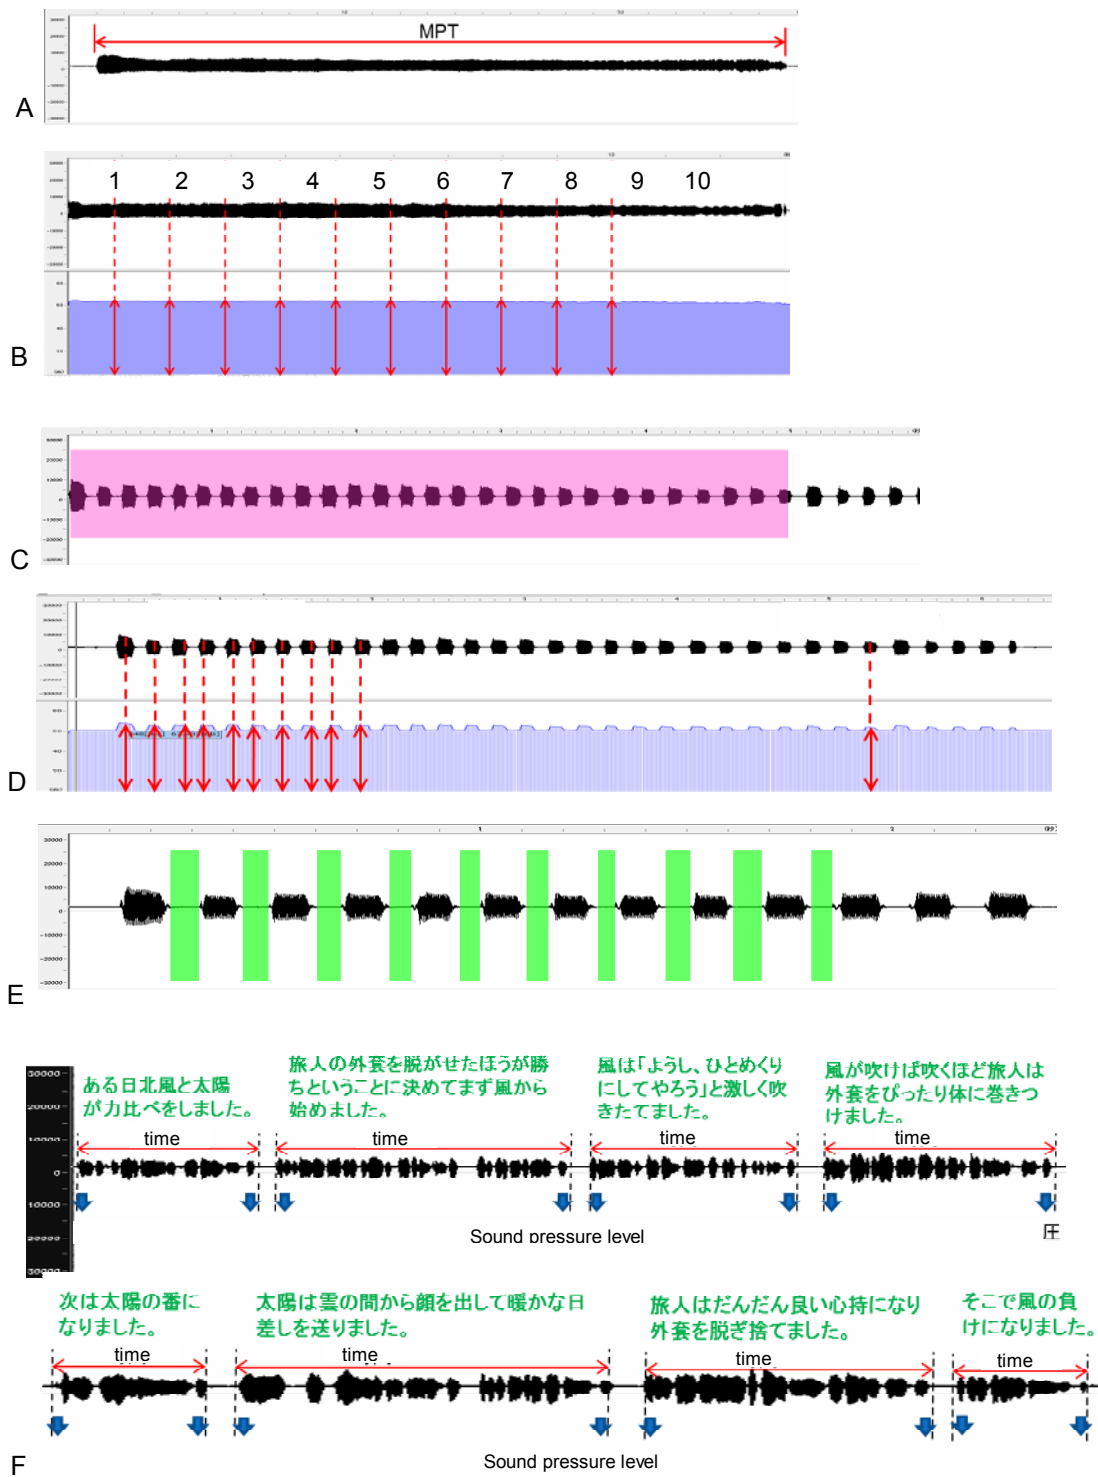 MPT
A
1 2 3 4 5 6 7 8 9 10
B
C
D
E
ある日北風と太陽
が力比べをしました。
旅人の外套を脱がせたほうが勝
ちということに決めてまず風から
始めました。
風は「ようし、ひとめくり
にしてやろう」と激しく吹
きたてました。
風が吹けば吹くほど旅人は
外套をぴったり体に巻きつ
けました。
time
time
time
time
Sound pressure level
圧
次は太陽の番に
なりました。
太陽は雲の間から顔を出して暖かな日
差しを送りました。
旅人はだんだん良い心持になり
外套を脱ぎ捨てました。
そこで風の負
けになりました。
time
time
time
time
Sound pressure level
F